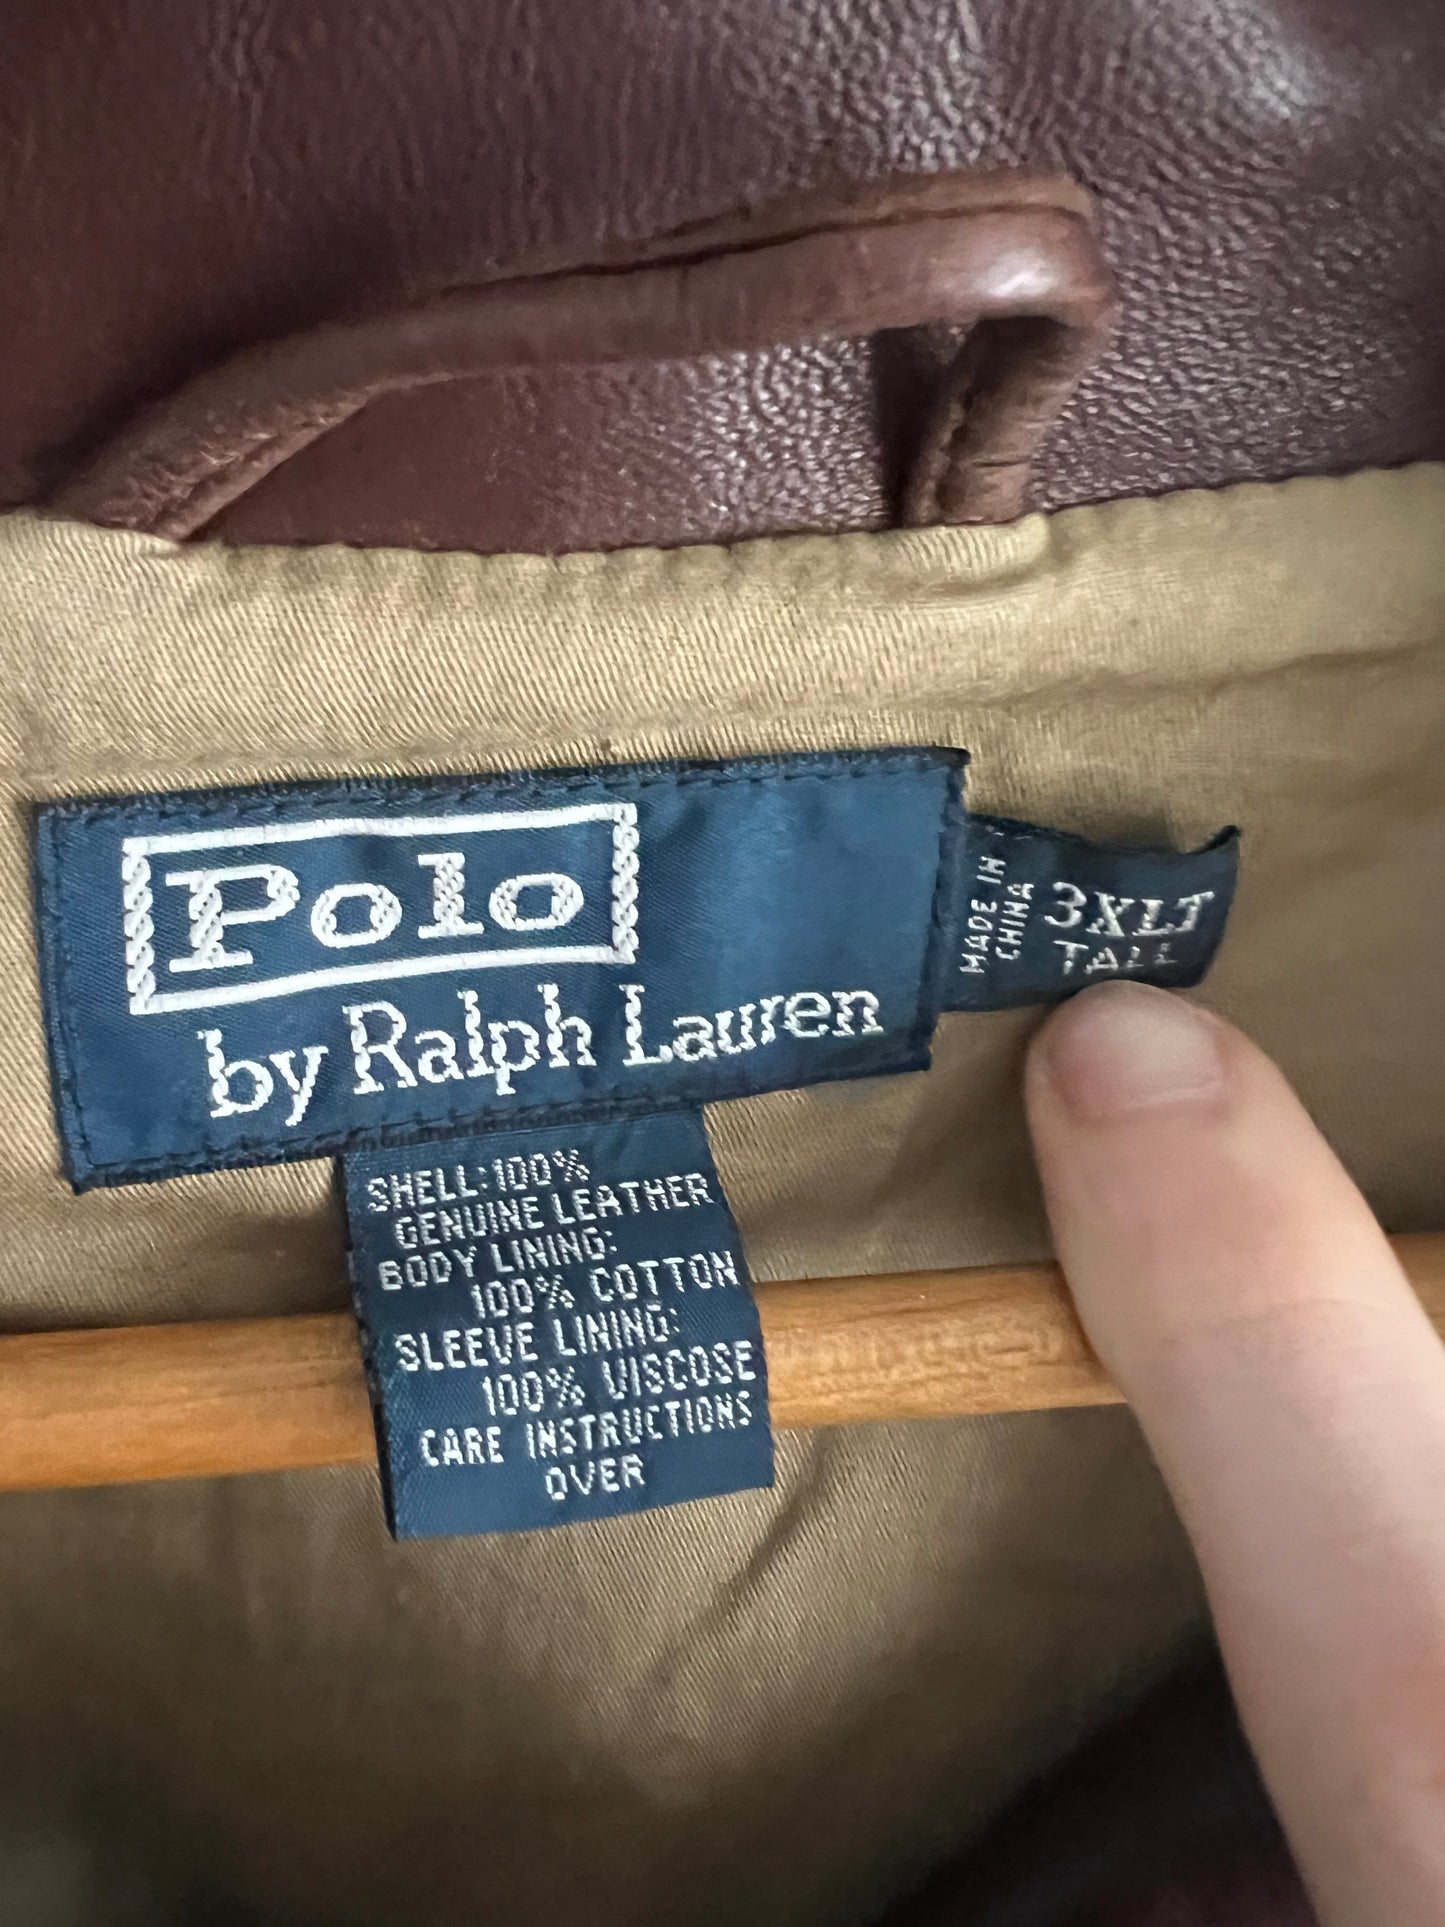 Polo
by Ralph Lauren
MADE IN
CHINA
3XLT
TALL
SHELL: 100%
GENUINE LEATHER
BODY LINING:
100% COTTON
SLEEVE LINING:
100% VISCOSE
CARE INSTRUCTIONS
OVER